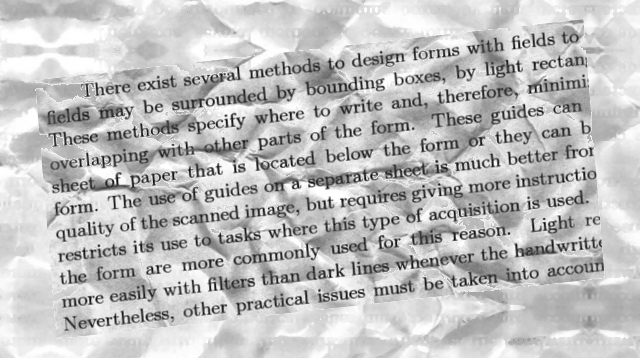 There exist several methods to design forms with fields to
fields may be surrounded by bounding boxes, by light rectan
These methods specify where to write and, therefore, minimi
overlapping with other parts of the form. These guides can
sheet of paper that is located below the form or they can b
form. The use of guides on a separate sheet is much better from
quality of the scanned image, but requires giving more instructio
restricts its use to tasks where this type of acquisition is used.
the form are more commonly used for this reason. Light re
more easily with filters than dark lines whenever the handwritte
Nevertheless, other practical issues must be taken into accoun